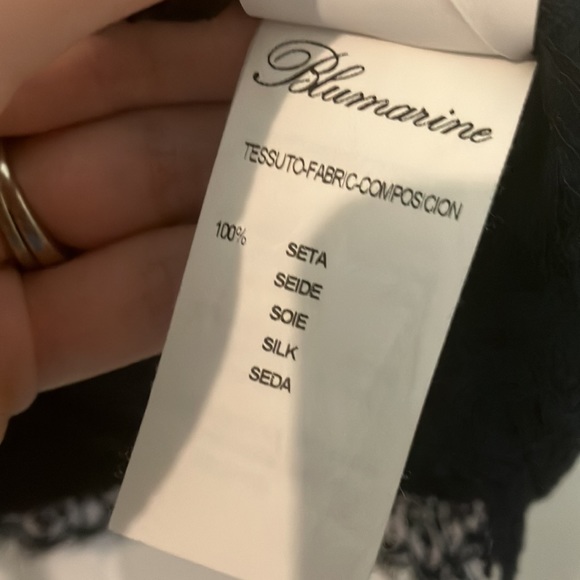 Blumarine
TESSUTO-FABRIC-COMPOSICION
100% SETA
SEIDE
SOIE
SILK
SEDA